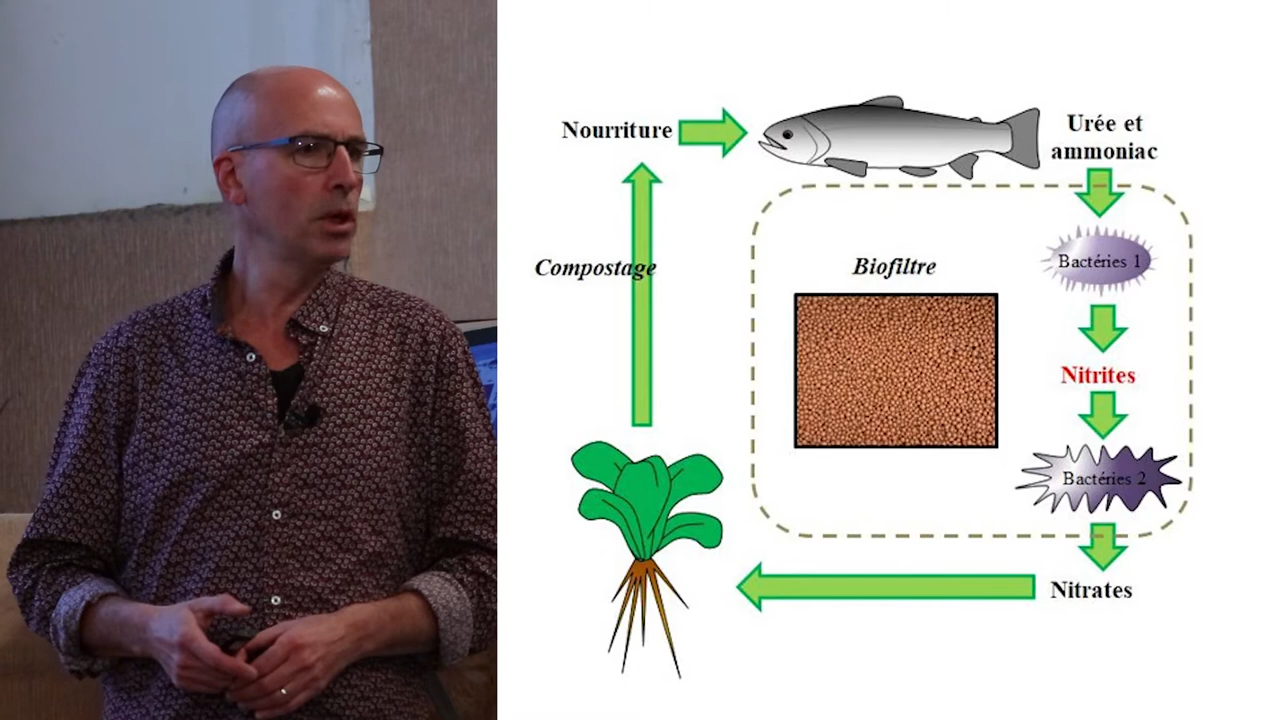 Nourriture
Urée et
ammoniac
Bactéries 1
Compostage
Biofiltre
Nitrites
Bactéries 2
Nitrates